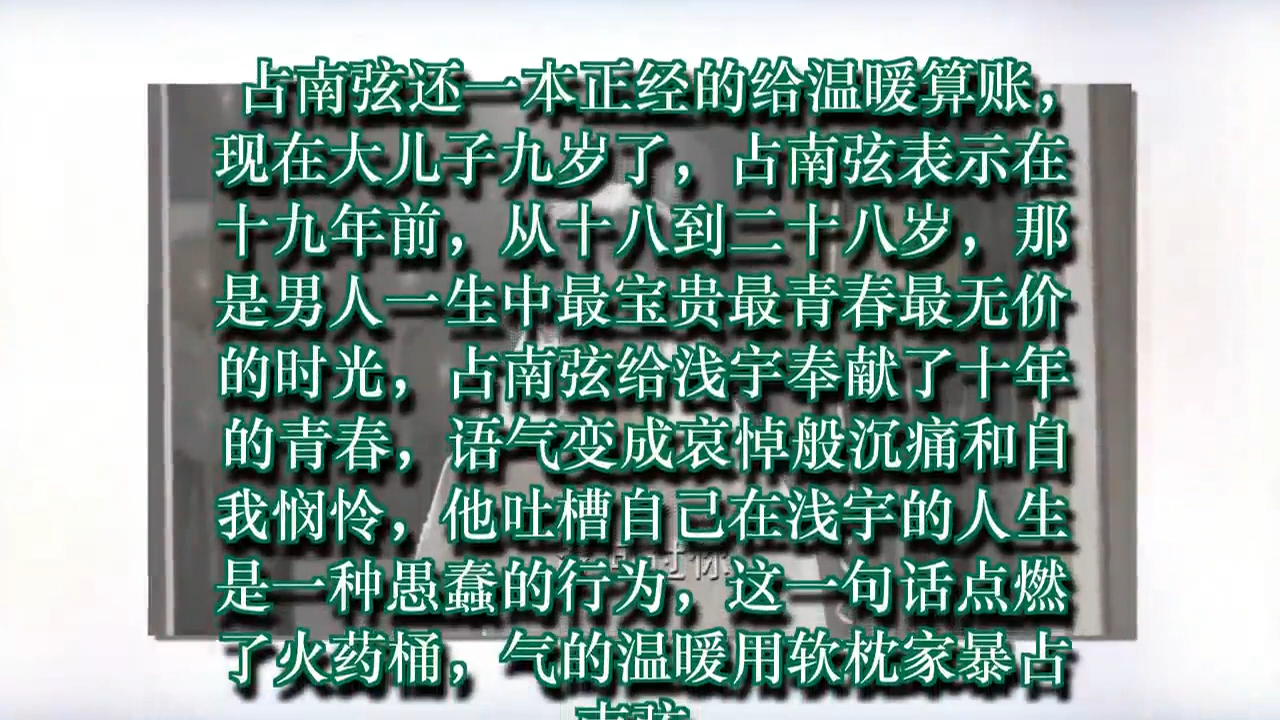 占南弦还一本正经的给温暖算账，
现在大儿子九岁了，占南弦表示在
十九年前，从十八到二十八岁，那
是男人一生中最宝贵最青春最无价
的时光，占南弦给浅宇奉献了十年
的青春，语气变成哀悼般沉痛和自
我悯怜，他吐槽自己在浅宇的人生
是一种愚蠢的行为，这一句话点燃
了火药桶，气的温暖用软枕家暴占
南弦